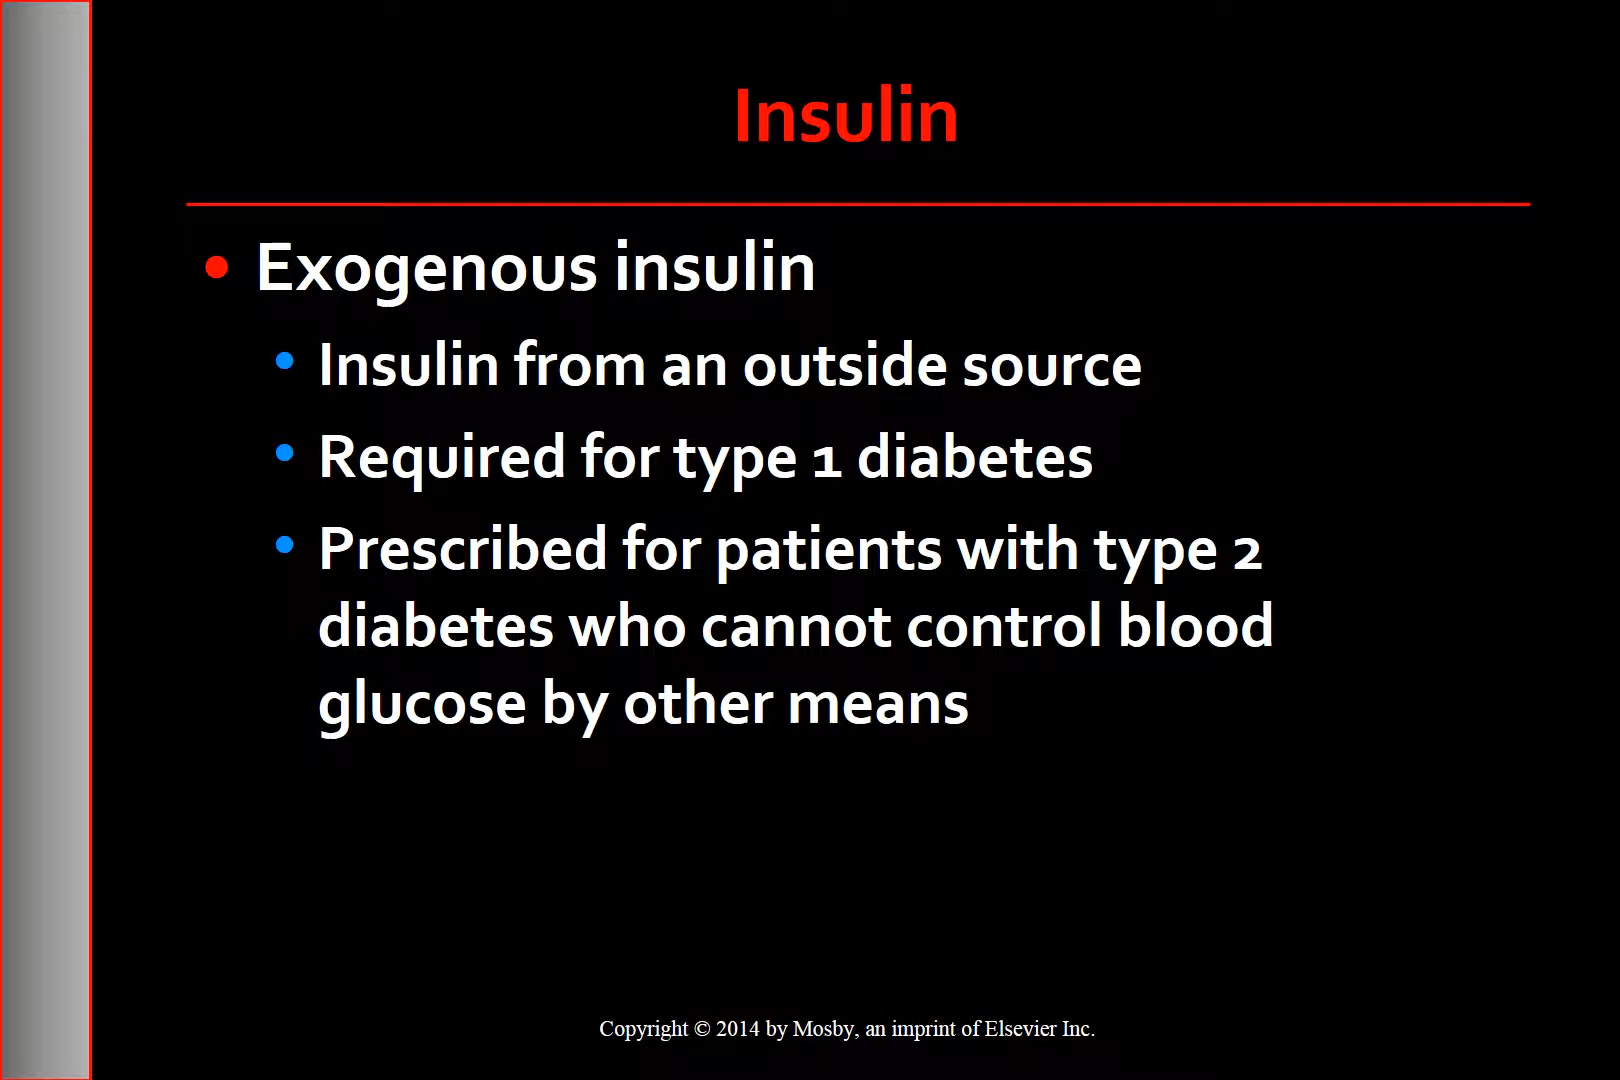 Insulin
• Exogenous insulin
• Insulin from an outside source
• Required for type 1 diabetes
• Prescribed for patients with type 2
diabetes who cannot control blood
glucose by other means
Copyright © 2014 by Mosby, an imprint of Elsevier Inc.